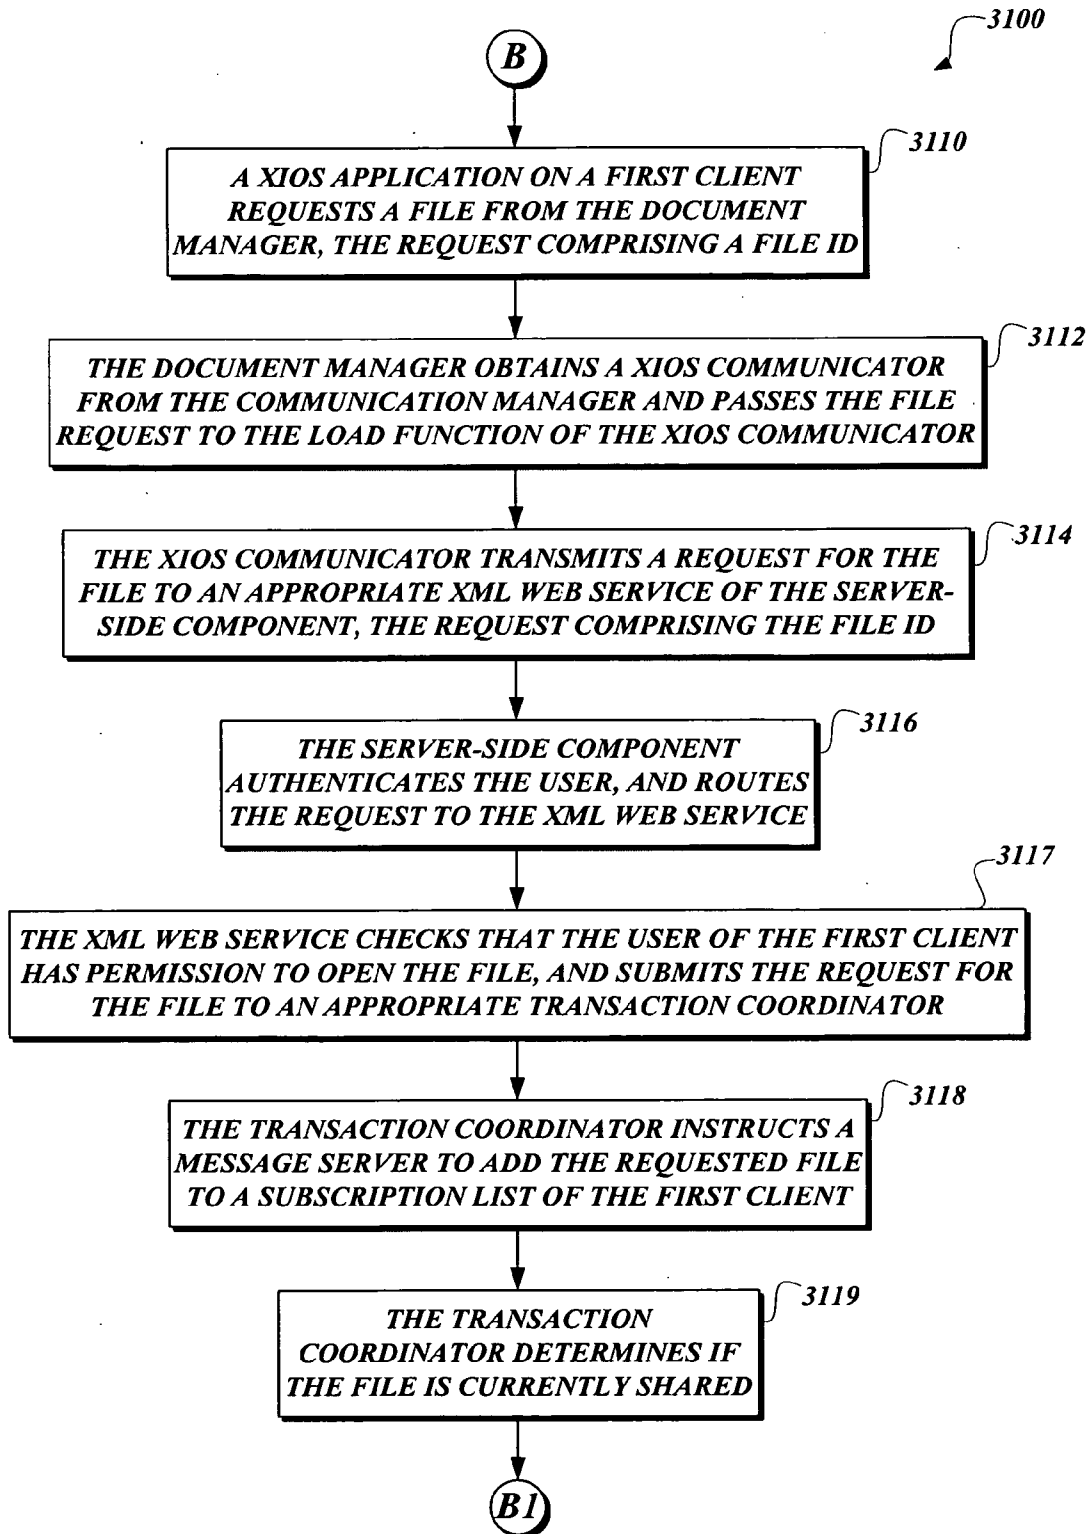 3100
B
3110
A XIOS APPLICATION ON A FIRST CLIENT
REQUESTS A FILE FROM THE DOCUMENT
MANAGER, THE REQUEST COMPRISING A FILE ID
3112
THE DOCUMENT MANAGER OBTAINS A XIOS COMMUNICATOR
FROM THE COMMUNICATION MANAGER AND PASSES THE FILE
REQUEST TO THE LOAD FUNCTION OF THE XIOS COMMUNICATOR
3114
THE XIOS COMMUNICATOR TRANSMITS A REQUEST FOR THE
FILE TO AN APPROPRIATE XML WEB SERVICE OF THE SERVER-
SIDE COMPONENT, THE REQUEST COMPRISING THE FILE ID
3116
THE SERVER-SIDE COMPONENT
AUTHENTICATES THE USER, AND ROUTES
THE REQUEST TO THE XML WEB SERVICE
3117
THE XML WEB SERVICE CHECKS THAT THE USER OF THE FIRST CLIENT
HAS PERMISSION TO OPEN THE FILE, AND SUBMITS THE REQUEST FOR
THE FILE TO AN APPROPRIATE TRANSACTION COORDINATOR
3118
THE TRANSACTION COORDINATOR INSTRUCTS A
MESSAGE SERVER TO ADD THE REQUESTED FILE
TO A SUBSCRIPTION LIST OF THE FIRST CLIENT
3119
THE TRANSACTION
COORDINATOR DETERMINES IF
THE FILE IS CURRENTLY SHARED
B1